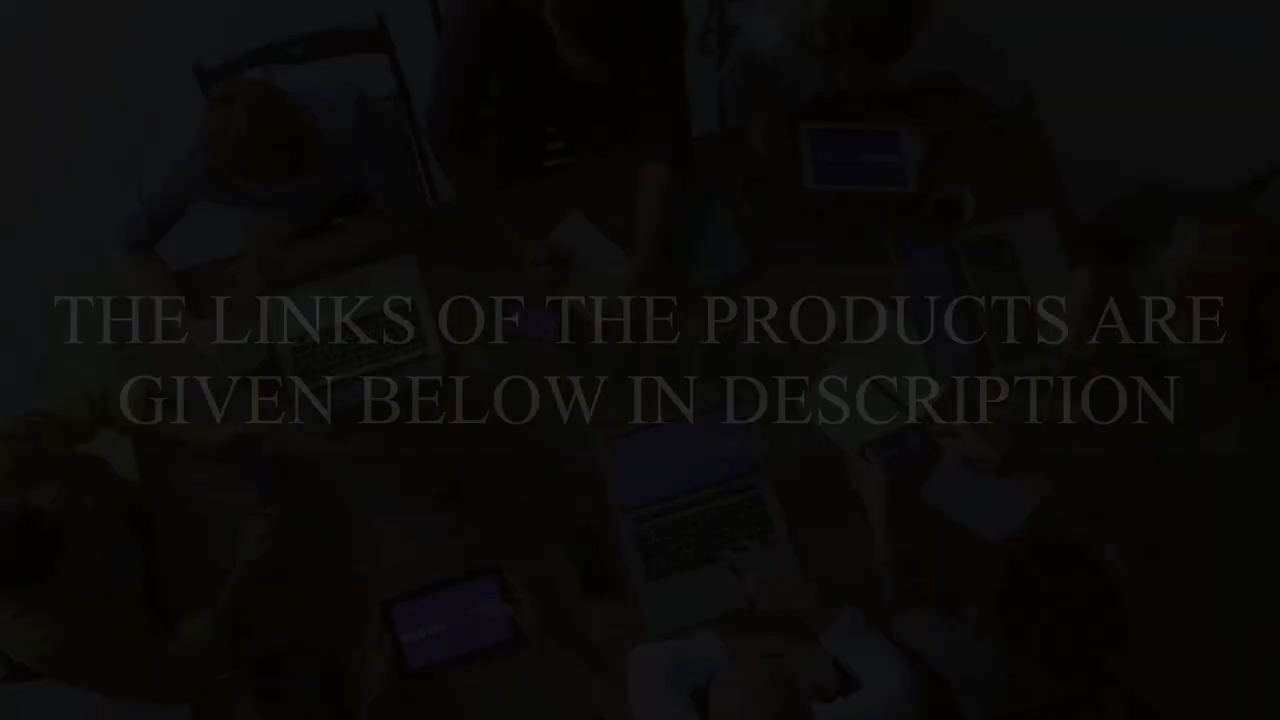 THE LINKS OF THE PRODUCTS ARE
GIVEN BELOW IN DESCRIPTION